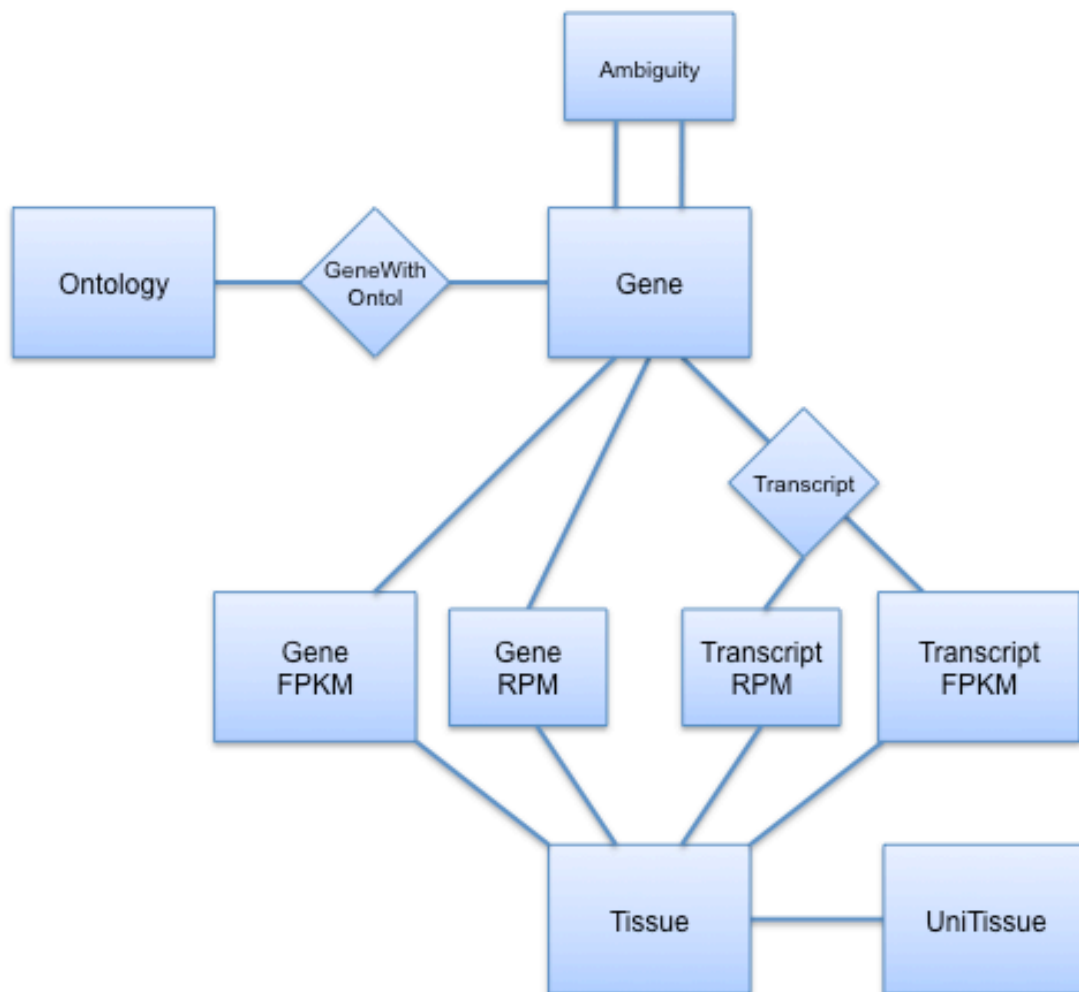 Ambiguity
Ontology
GeneWith
Ontol
Gene
Transcript
Gene
FPKM
Gene
RPM
Transcript
RPM
Transcript
FPKM
Tissue
UniTissue